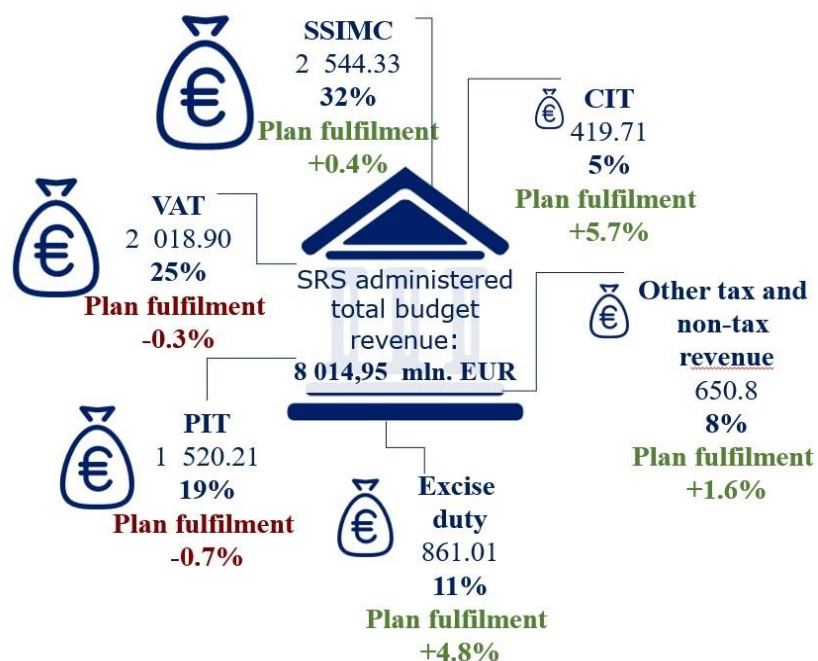 SSIMC
2 544.33
32%
Plan fulfilment
+0.4%
CIT
419.71
5%
Plan fulfilment
+5.7%
VAT
2 018.90
25%
Plan fulfilment
-0.3%
SRS administered
total budget
revenue:
8 014,95 mln. EUR
Other tax and
non-tax
revenue
650.8
8%
Plan fulfilment
+1.6%
PIT
1 520.21
19%
Plan fulfilment
-0.7%
Excise
duty
861.01
11%
Plan fulfilment
+4.8%